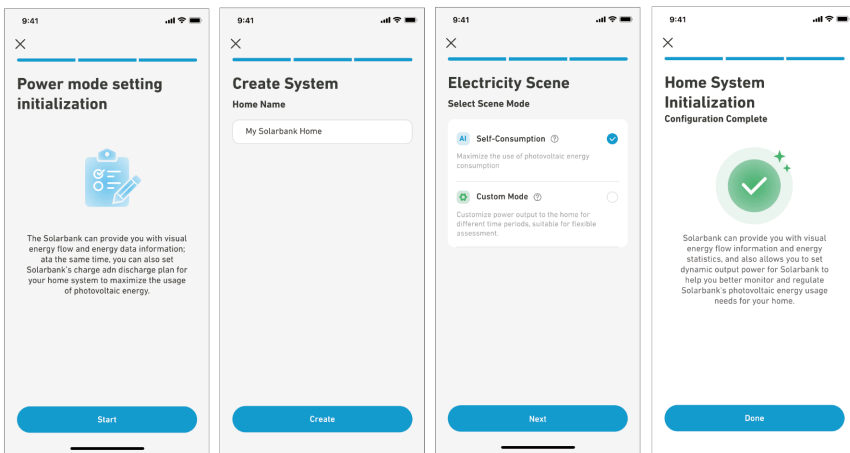 9:41
Power mode setting
initialization
The Solarbank can provide you with visual
energy flow and energy data information;
ata the same time, you can also set
Solarbank's charge adn discharge plan for
your home system to maximize the usage
of photovoltaic energy.
Start
9:41
Create System
Home Name
My Solarbank Home
Create
9:41
Electricity Scene
Select Scene Mode
AI Self-Consumption ?
Maximize the use of photovoltaic energy
consumption
Custom Mode ?
Customize power output to the home for
different time periods, suitable for flexible
assessment.
Next
9:41
Home System
Initialization
Configuration Complete
Solarbank can provide you with visual
energy flow information and energy
statistics, and also allows you to set
dynamic output power for Solarbank to
help you better monitor and regulate
Solarbank's photovoltaic energy usage
needs for your home.
Done